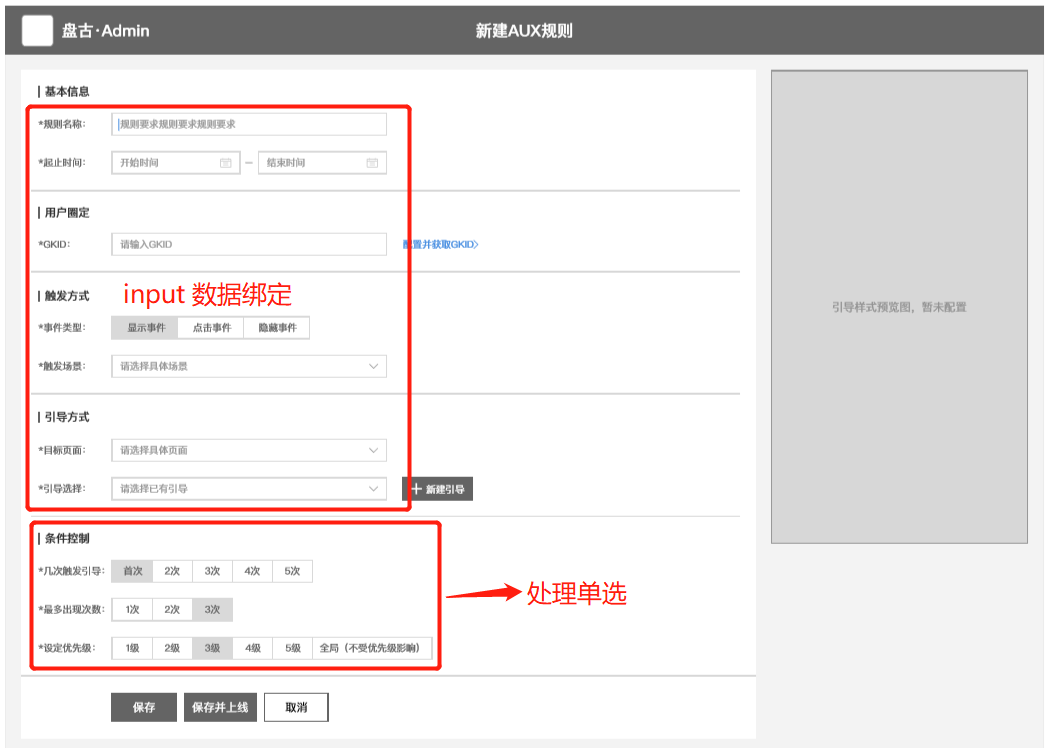 盘古·Admin 新建AUX规则
基本信息
*规则名称: 规则要求规则要求规则要求
*起止时间: 开始时间 – 结束时间
用户圈定
*GKID: 请输入GKID 配置并获取GKID>
触发方式 input 数据绑定
引导样式预览图，暂未配置
*事件类型: 显示事件 点击事件 隐藏事件
*触发场景: 请选择具体场景
引导方式
*目标页面: 请选择具体页面
*引导选择: 请选择已有引导 + 新建引导
条件控制
*几次触发引导: 首次 2次 3次 4次 5次
处理单选
*最多出现次数: 1次 2次 3次
*设定优先级: 1级 2级 3级 4级 5级 全局（不受优先级影响）
保存 保存并上线 取消